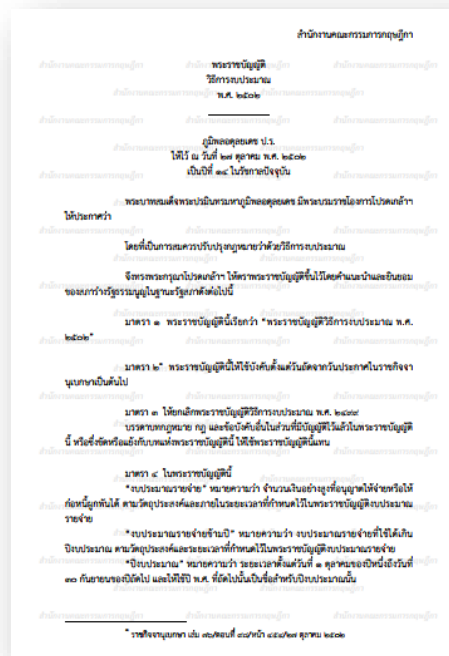 สำนักงานคณะกรรมการกฤษฎีกา
พระราชบัญญัติ
วิธีการงบประมาณ
พ.ศ. ๒๕๐๒
ภูมิพลอดุลยเดช ป.ร.
ให้ไว้ ณ วันที่ ๒๗ ตุลาคม พ.ศ. ๒๕๐๒
เป็นปีที่ ๑๔ ในรัชกาลปัจจุบัน
พระบาทสมเด็จพระปรมินทรมหาภูมิพลอดุลยเดช มีพระบรมราชโองการโปรดเกล้าฯ
ให้ประกาศว่า
โดยที่เป็นการสมควรปรับปรุงกฎหมายว่าด้วยวิธีการงบประมาณ
จึงทรงพระกรุณาโปรดเกล้าฯ ให้ตราพระราชบัญญัติขึ้นไว้โดยคำแนะนำและยินยอม
ของสภาร่างรัฐธรรมนูญในฐานะรัฐสภาดังต่อไปนี้
มาตรา ๑ พระราชบัญญัตินี้เรียกว่า “พระราชบัญญัติวิธีการงบประมาณ พ.ศ.
๒๕๐๒”
มาตรา ๒* พระราชบัญญัตินี้ให้ใช้บังคับตั้งแต่วันถัดจากวันประกาศในราชกิจจา
นุเบกษาเป็นต้นไป
มาตรา ๓ ให้ยกเลิกพระราชบัญญัติวิธีการงบประมาณ พ.ศ. ๒๔๙๙
บรรดาบทกฎหมาย กฎ และข้อบังคับอื่นในส่วนที่มีบัญญัติไว้แล้วในพระราชบัญญัติ
นี้ หรือซึ่งขัดหรือแย้งกับบทแห่งพระราชบัญญัตินี้ ให้ใช้พระราชบัญญัตินี้แทน
มาตรา ๔ ในพระราชบัญญัตินี้
“งบประมาณรายจ่าย” หมายความว่า จำนวนเงินอย่างสูงที่อนุญาตให้จ่ายหรือให้
ก่อหนี้ผูกพันได้ ตามวัตถุประสงค์และภายในระยะเวลาที่กำหนดไว้ในพระราชบัญญัติงบประมาณ
รายจ่าย
“งบประมาณรายจ่ายข้ามปี” หมายความว่า งบประมาณรายจ่ายที่ใช้ได้เกิน
ปีงบประมาณ ตามวัตถุประสงค์และระยะเวลาที่กำหนดไว้ในพระราชบัญญัติงบประมาณรายจ่าย
“ปีงบประมาณ” หมายความว่า ระยะเวลาตั้งแต่วันที่ ๑ ตุลาคมของปีหนึ่งถึงวันที่
๓๐ กันยายนของปีถัดไป และให้ใช้ปี พ.ศ. ที่ถัดไปนั้นเป็นชื่อสำหรับปีงบประมาณนั้น
* ราชกิจจานุเบกษา เล่ม ๗๖/ตอนที่ ๙๘/หน้า ๔๕๔/๒๗ ตุลาคม ๒๕๐๒